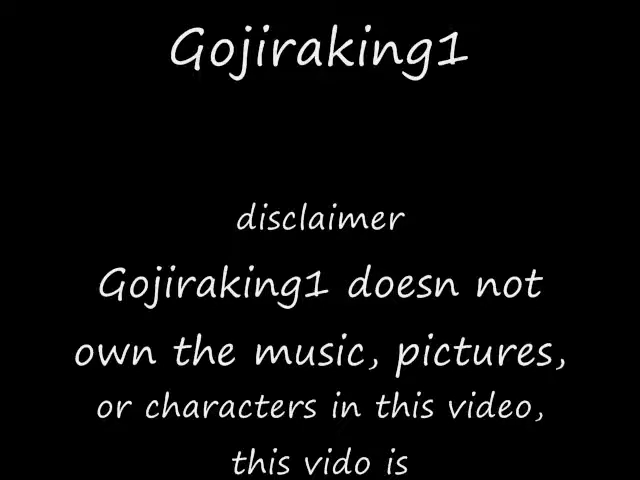 Gojiraking1
disclaimer
Gojiraking1 doesn not
own the music, pictures,
or characters in this video,
this vido is